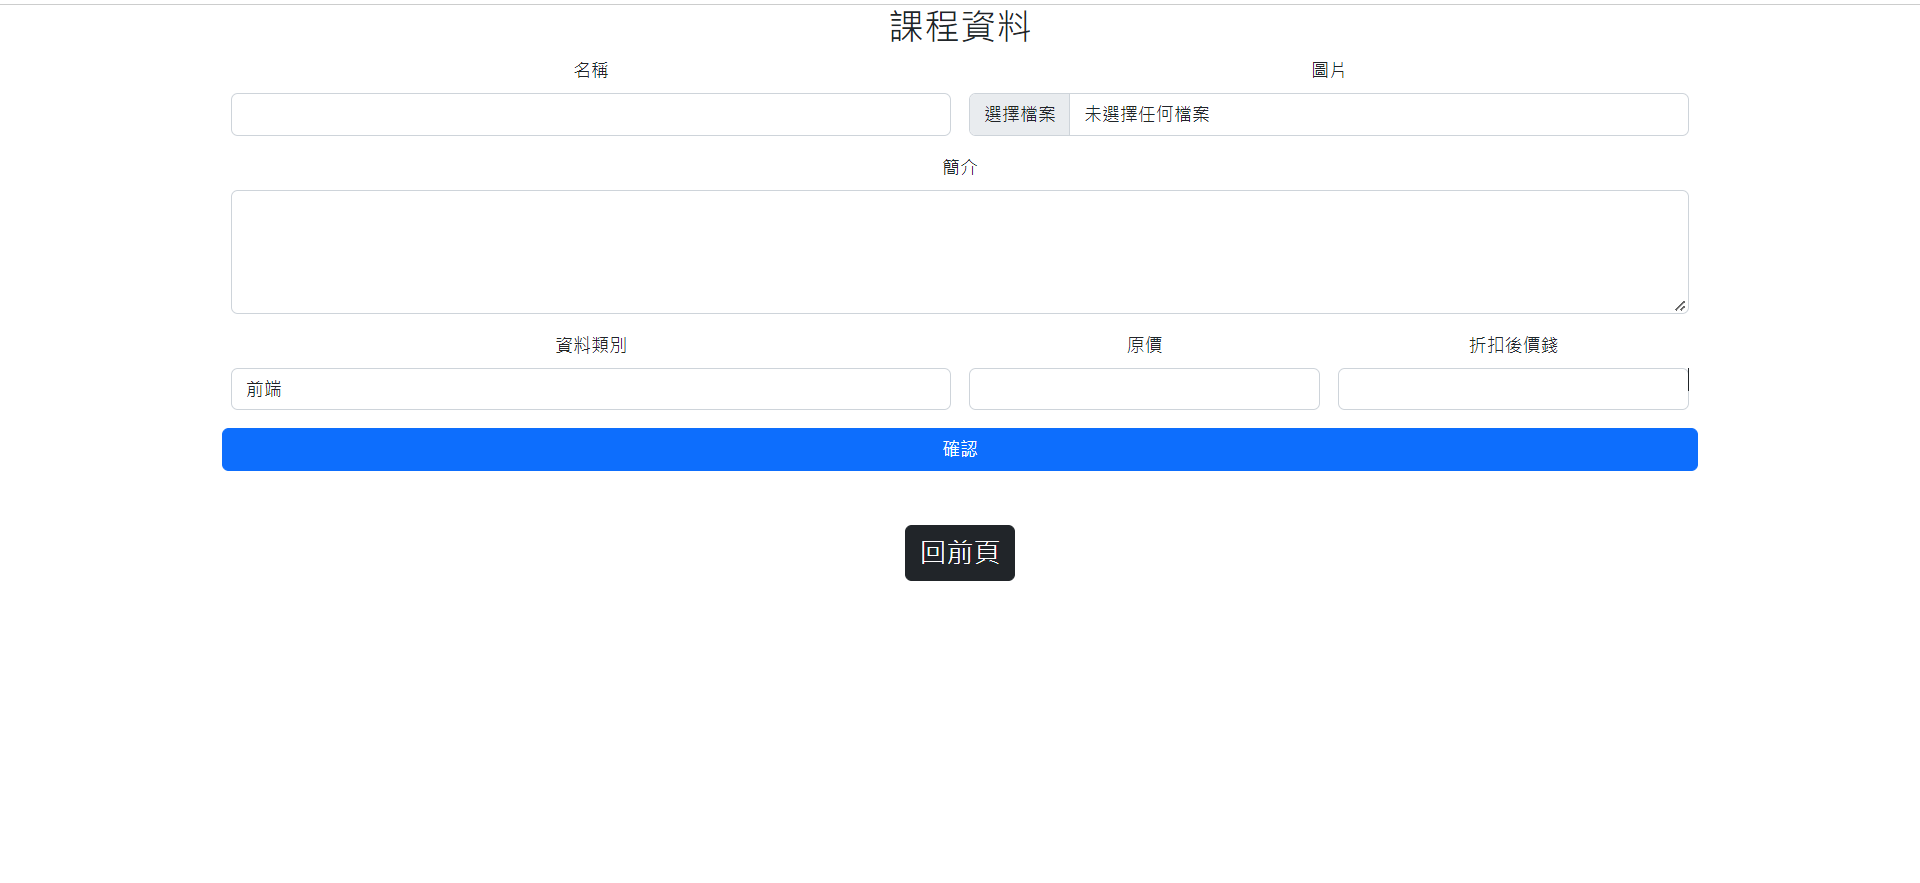 課程資料
名稱 圖片
選擇檔案 未選擇任何檔案
簡介
資料類別 原價 折扣後價錢
前端
確認
回前頁